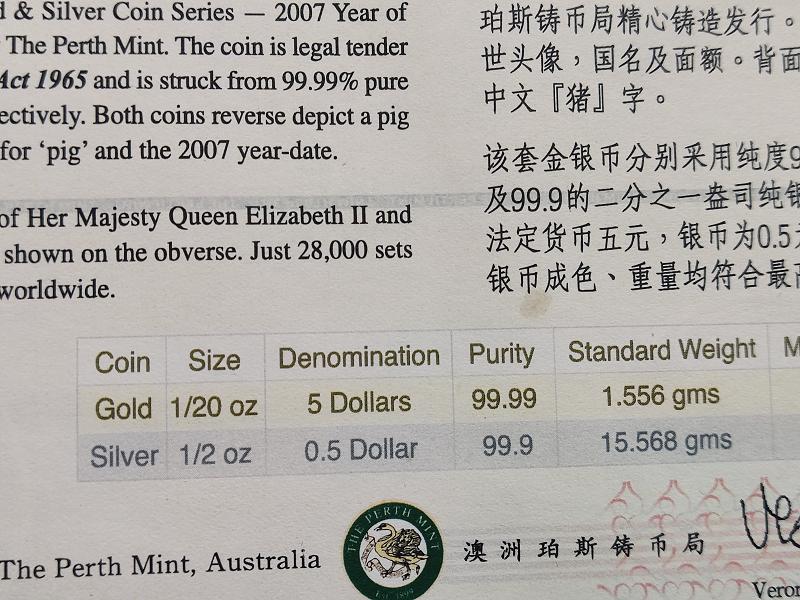 & Silver Coin Series — 2007 Year of
The Perth Mint. The coin is legal tender
Act 1965 and is struck from 99.99% pure
ectively. Both coins reverse depict a pig
for ‘pig’ and the 2007 year-date.
of Her Majesty Queen Elizabeth II and
shown on the obverse. Just 28,000 sets
worldwide.
珀斯铸币局精心铸造发行。
世头像，国名及面额。背面
中文『猪』字。
该套金银币分别采用纯度9
及99.9的二分之一盎司纯银
法定货币五元，银币为0.5
银币成色、重量均符合最高
Coin Size Denomination Purity Standard Weight M
Gold 1/20 oz 5 Dollars 99.99 1.556 gms
Silver 1/2 oz 0.5 Dollar 99.9 15.568 gms
The Perth Mint, Australia
THE PERTH MINT
EST 1899
澳洲珀斯铸币局
Veron